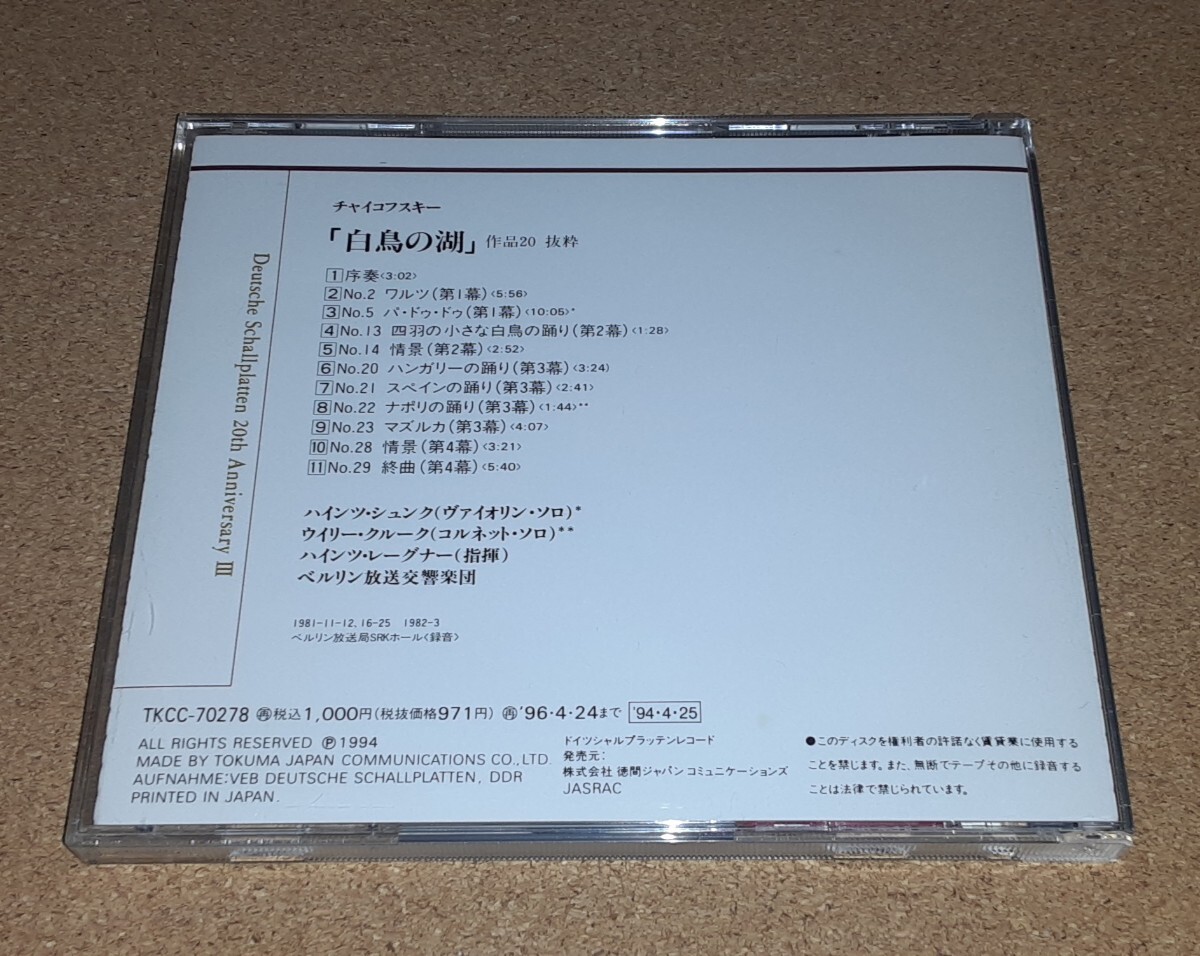 チャイコフスキー
「白鳥の湖」作品20 抜粋
1 序奏〈3:02〉
2 No.2 ワルツ(第1幕)〈5:56〉
3 No.5 パ・ドゥ・ドゥ(第1幕)〈10:05〉*
4 No.13 四羽の小さな白鳥の踊り(第2幕)〈1:28〉
5 No.14 情景(第2幕)〈2:52〉
6 No.20 ハンガリーの踊り(第3幕)〈3:24〉
7 No.21 スペインの踊り(第3幕)〈2:41〉
8 No.22 ナポリの踊り(第3幕)〈1:44〉**
9 No.23 マズルカ(第3幕)〈4:07〉
10 No.28 情景(第4幕)〈3:21〉
11 No.29 終曲(第4幕)〈5:40〉
ハインツ・シュンク(ヴァイオリン・ソロ)*
ウイリー・クルーク(コルネット・ソロ)**
ハインツ・レーグナー(指揮)
ベルリン放送交響楽団
1981-11-12、16-25 1982-3
ベルリン放送局SRKホール〈録音〉
Deutsche Schallplatten 20th Anniversary III
TKCC-70278 ㊢税込1,000円(税抜価格971円) ㊢'96・4・24まで '94・4・25
ALL RIGHTS RESERVED Ⓟ1994
MADE BY TOKUMA JAPAN COMMUNICATIONS CO.,LTD.
AUFNAHME:VEB DEUTSCHE SCHALLPLATTEN, DDR
PRINTED IN JAPAN.
ドイツシャルプラッテンレコード
発売元:
株式会社 徳間ジャパン コミュニケーションズ
JASRAC
●このディスクを権利者の許諾なく賃貸業に使用する
ことを禁じます。また、無断でテープその他に録音する
ことは法律で禁じられています。